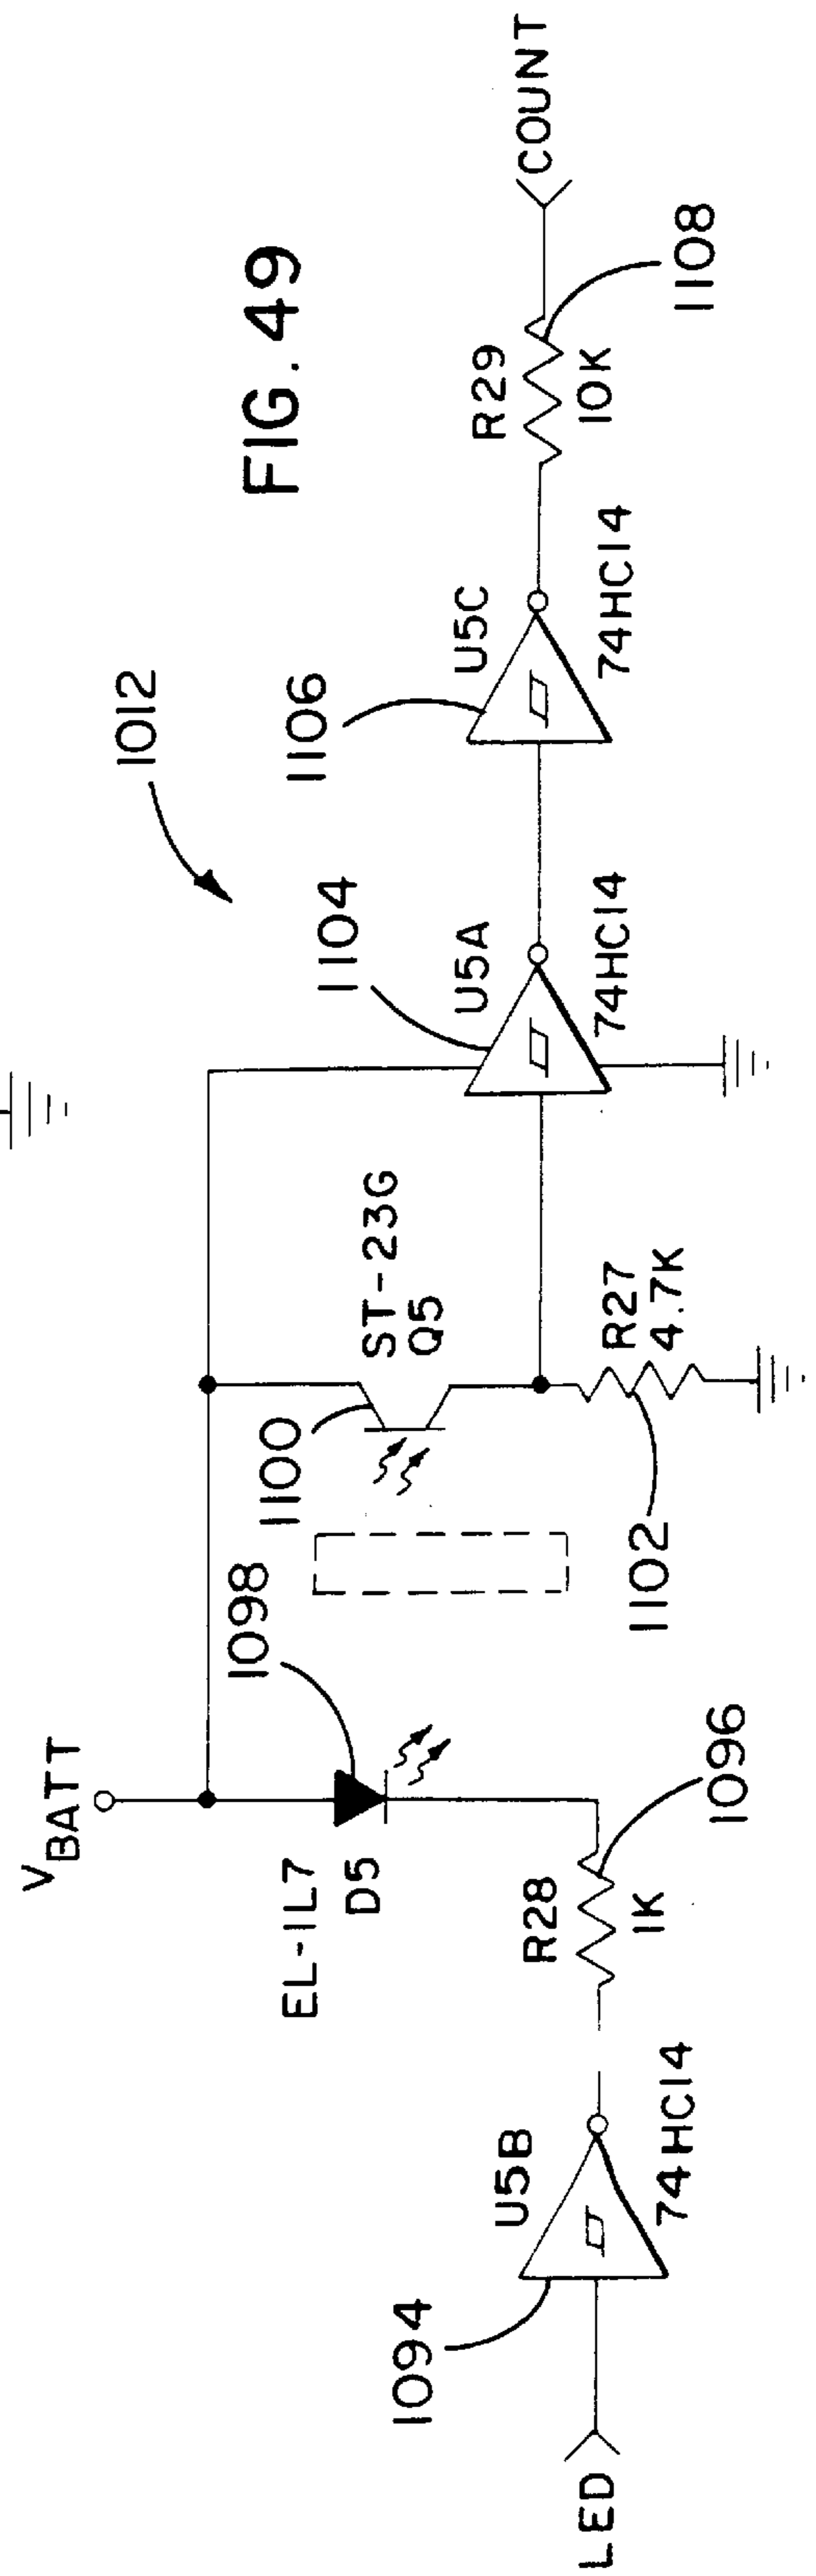 FIG. 49
1012
VBATT
1098
EL-1L7
D5
1100
ST-23G
Q5
1104
U5A
74HC14
1106
U5C
74HC14
R29
10K
1108
COUNT
R27
4.7K
1102
R28
1K
1096
U5B
74HC14
1094
LED